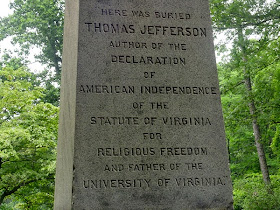 HERE WAS BURIED
THOMAS JEFFERSON
AUTHOR OF THE
DECLARATION
OF
AMERICAN INDEPENDENCE
OF THE
STATUTE OF VIRGINIA
FOR
RELIGIOUS FREEDOM
AND FATHER OF THE
UNIVERSITY OF VIRGINIA.